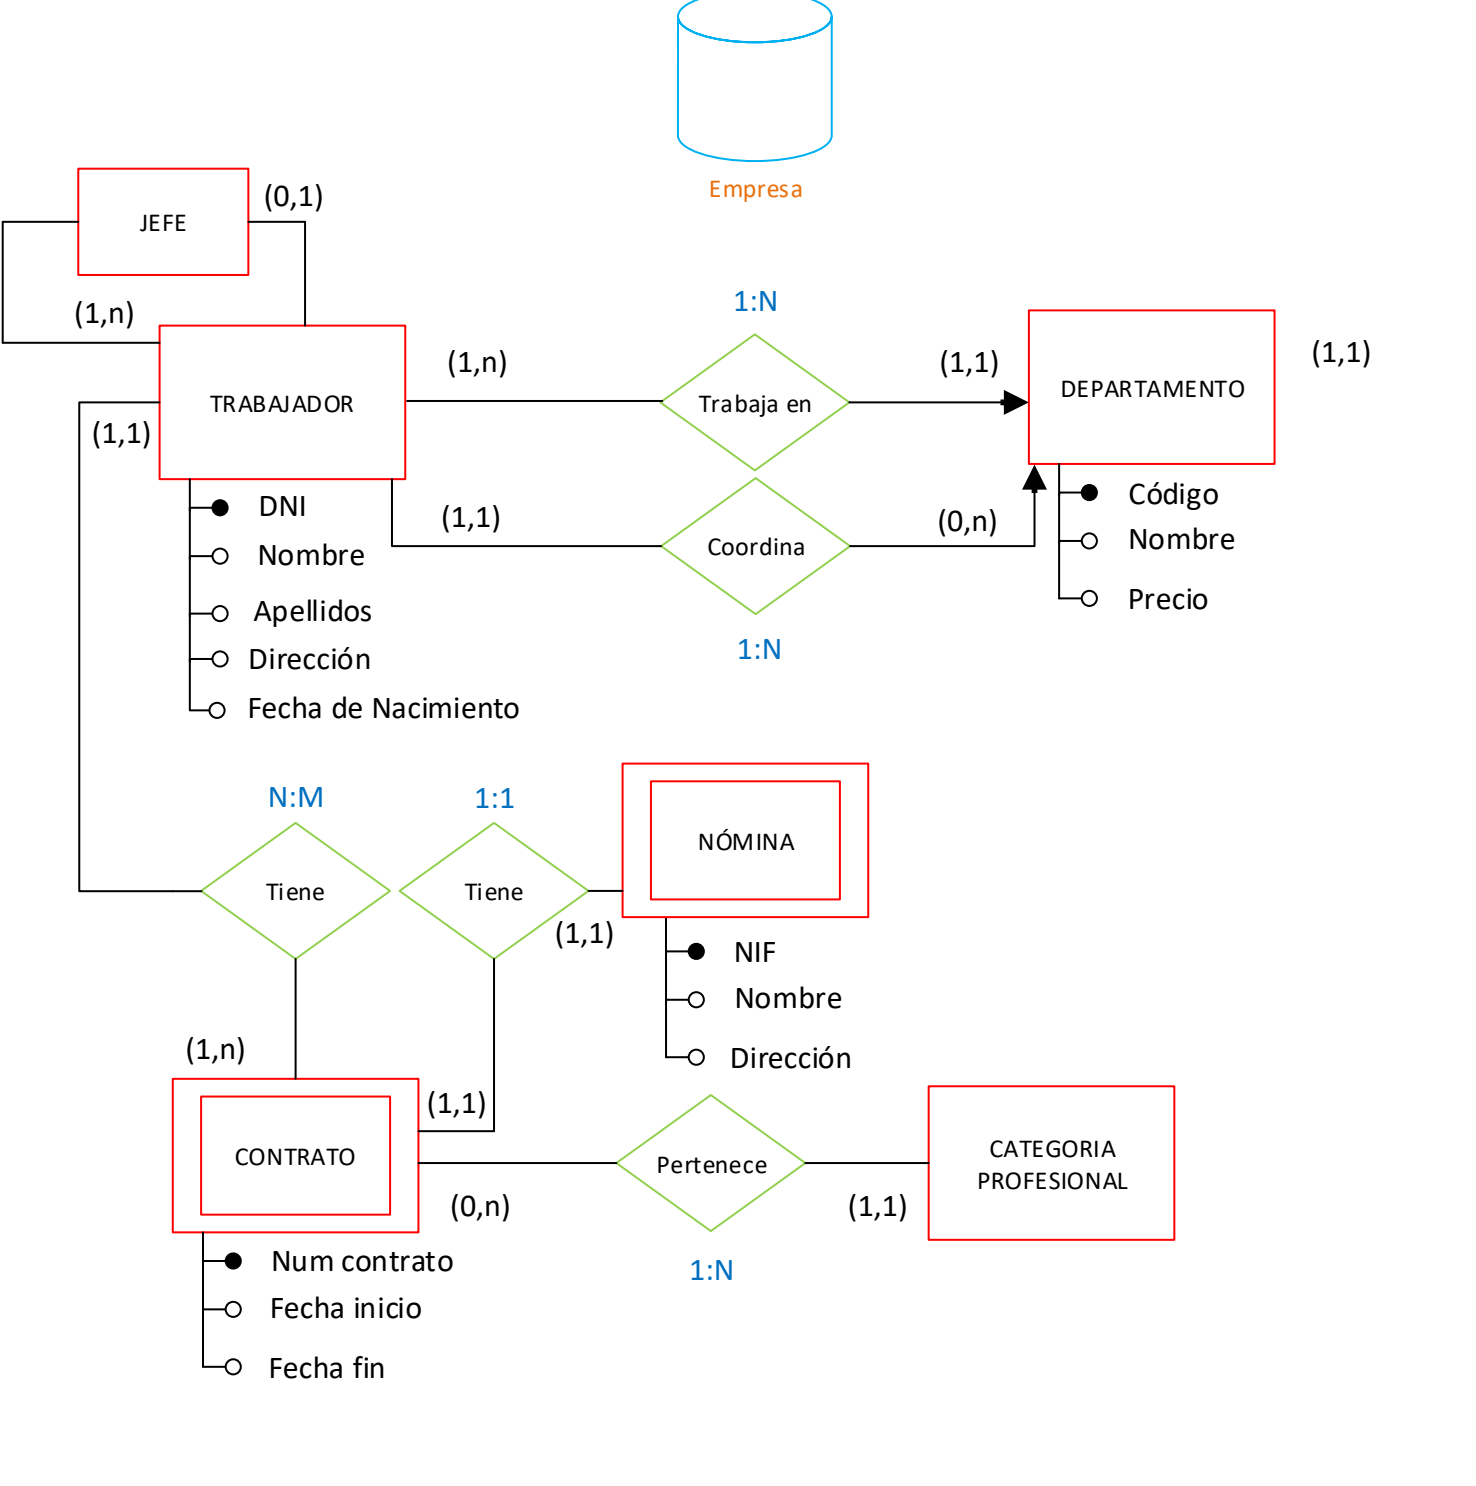 Empresa
JEFE
(0,1)
(1,n)
TRABAJADOR
(1,1)
(1,n)
1:N
Trabaja en
(1,1)
DEPARTAMENTO
(1,1)
(1,1)
Coordina
(0,n)
1:N
DNI
Nombre
Apellidos
Dirección
Fecha de Nacimiento
Código
Nombre
Precio
N:M
Tiene
1:1
Tiene
(1,1)
NÓMINA
NIF
Nombre
Dirección
(1,n)
(1,1)
CONTRATO
(0,n)
Pertenece
1:N
(1,1)
CATEGORIA
PROFESIONAL
Num contrato
Fecha inicio
Fecha fin